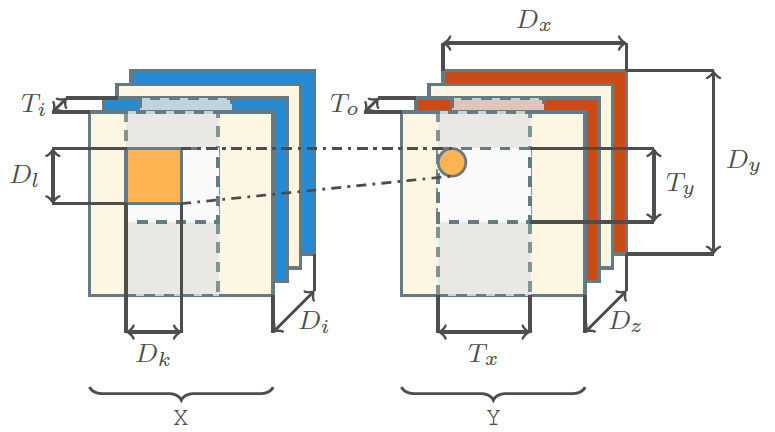 D_x
T_i
T_o
D_l
D_y
T_y
D_i
D_z
D_k
T_x
X
Y